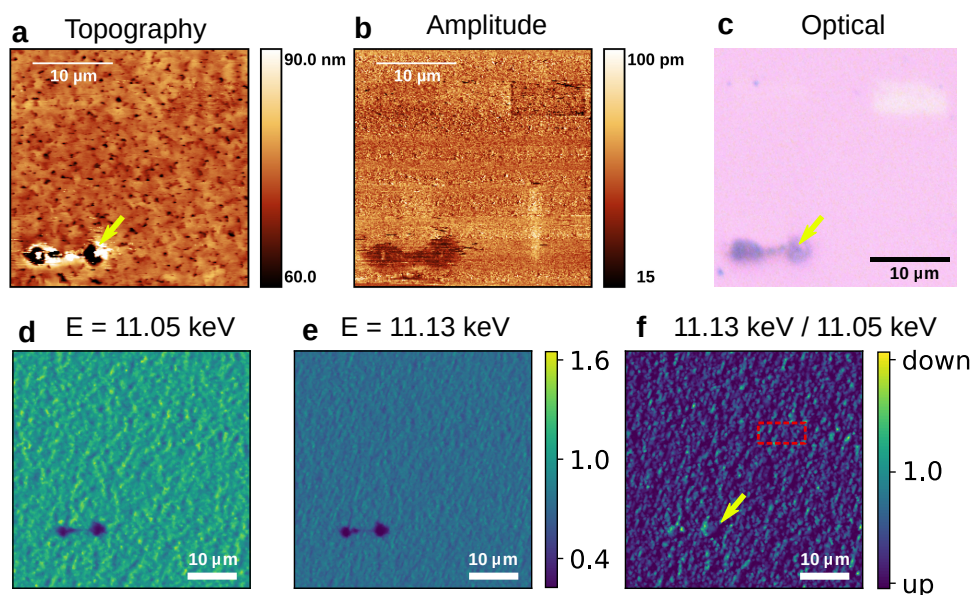 a Topography
10 µm
90.0 nm
60.0
b Amplitude
10 µm
100 pm
15
c Optical
10 µm
d E = 11.05 keV
10 µm
e E = 11.13 keV
10 µm
1.6
1.0
0.4
f 11.13 keV / 11.05 keV
10 µm
down
1.0
up